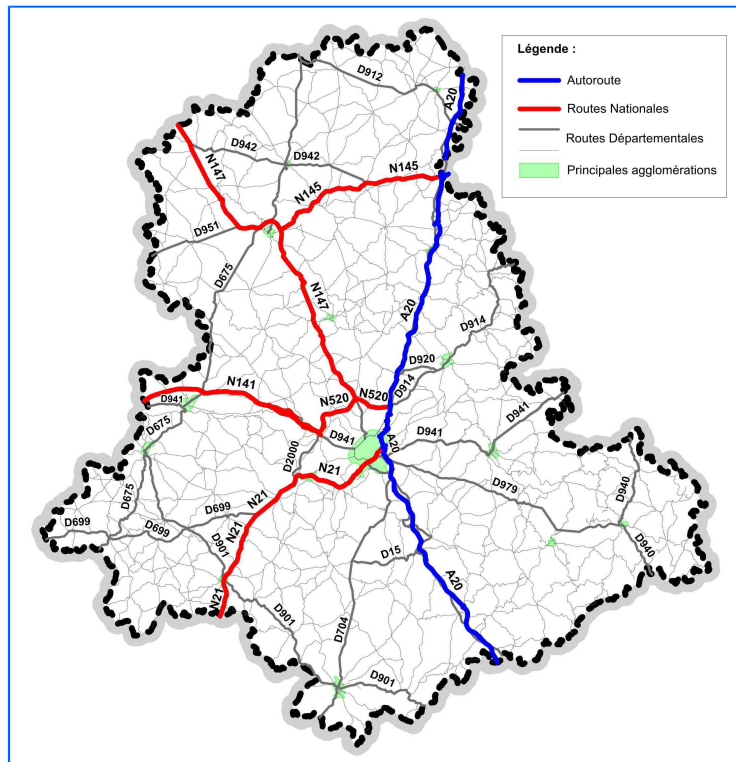 Légende :
Autoroute
Routes Nationales
Routes Départementales
Principales agglomérations
D912
A20
D942
D942
N147
N145
N145
D951
D675
N147
A20
D914
D920
D914
N141
D941
N520
N520
D675
D941
D941
D941
A20
D2000
N21
D979
D940
D675
N21
D699
D699
D699
N21
D901
D940
D15
A20
N21
D901
D704
D901